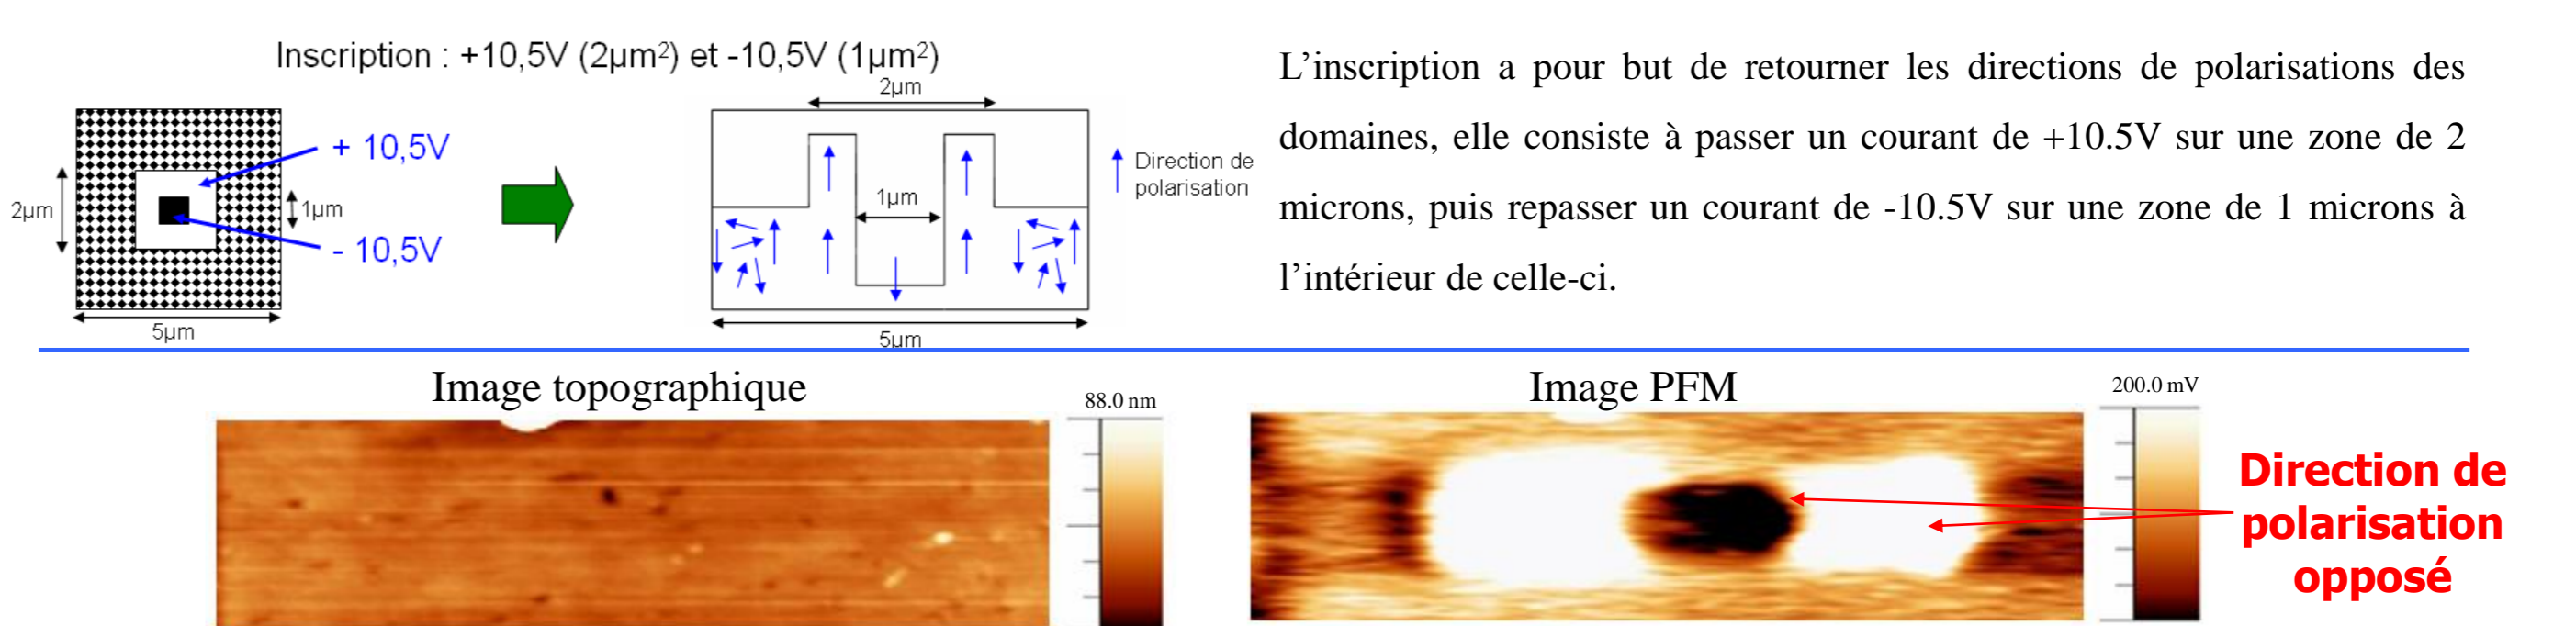 Inscription : +10,5V (2µm²) et -10,5V (1µm²)
2µm
+ 10,5V
1µm
- 10,5V
5µm
2µm
1µm
5µm
Direction de
polarisation
L’inscription a pour but de retourner les directions de polarisations des
domaines, elle consiste à passer un courant de +10.5V sur une zone de 2
microns, puis repasser un courant de -10.5V sur une zone de 1 microns à
l’intérieur de celle-ci.
Image topographique
88.0 nm
Image PFM
200.0 mV
Direction de
polarisation
opposé